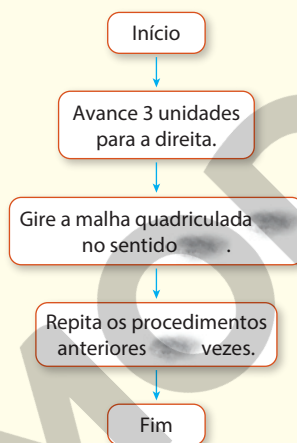 Início
Avance 3 unidades
para a direita.
Gire a malha quadriculada
no sentido .
Repita os procedimentos
anteriores vezes.
Fim